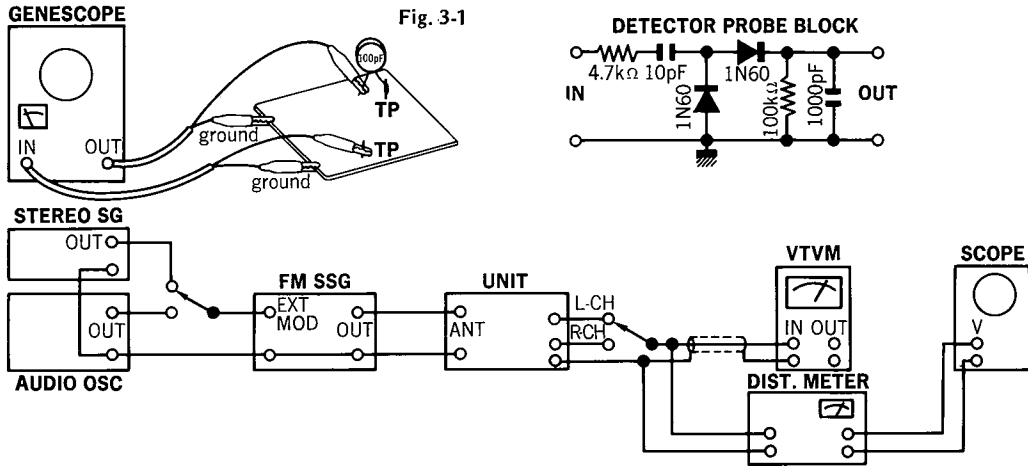 GENESCOPE
Fig. 3-1
100pF
TP
ground
TP
ground
IN
OUT
DETECTOR PROBE BLOCK
IN
4.7kΩ
10pF
1N60
1N60
100kΩ
1000pF
OUT
STEREO SG
OUT
AUDIO OSC
OUT
FM SSG
EXT
MOD
OUT
UNIT
ANT
L-CH
R-CH
VTVM
IN
OUT
DIST. METER
SCOPE
V